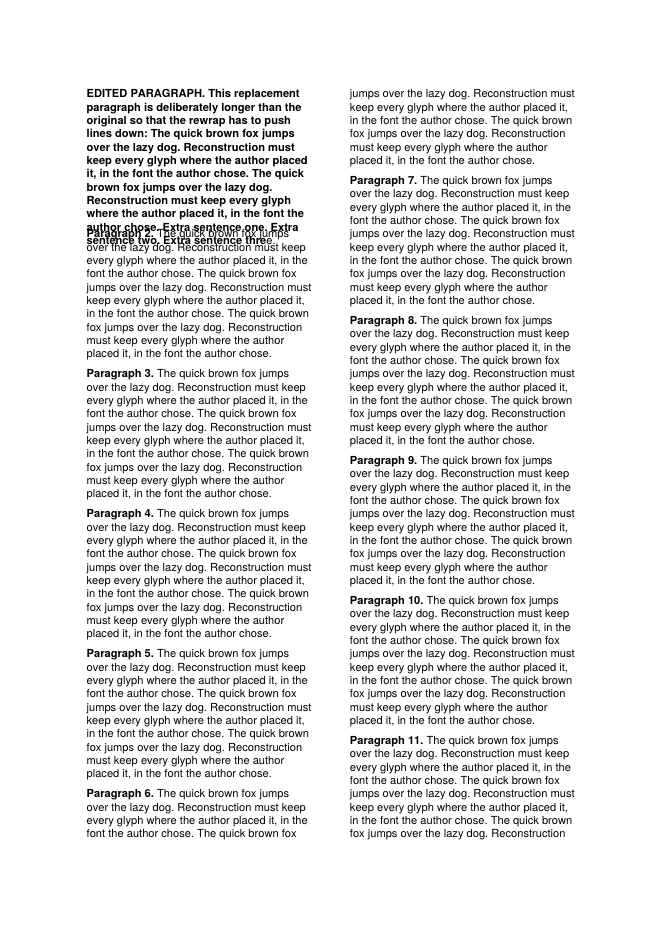 EDITED PARAGRAPH. This replacement
paragraph is deliberately longer than the
original so that the rewrap has to push
lines down: The quick brown fox jumps
over the lazy dog. Reconstruction must
keep every glyph where the author placed
it, in the font the author chose. The quick
brown fox jumps over the lazy dog.
Reconstruction must keep every glyph
where the author placed it, in the font the
author chose. Extra sentence one. Extra
Paragraph 2. The quick brown fox jumps
sentence two. Extra sentence three.
over the lazy dog. Reconstruction must keep
every glyph where the author placed it, in the
font the author chose. The quick brown fox
jumps over the lazy dog. Reconstruction must
keep every glyph where the author placed it,
in the font the author chose. The quick brown
fox jumps over the lazy dog. Reconstruction
must keep every glyph where the author
placed it, in the font the author chose.
Paragraph 3. The quick brown fox jumps
over the lazy dog. Reconstruction must keep
every glyph where the author placed it, in the
font the author chose. The quick brown fox
jumps over the lazy dog. Reconstruction must
keep every glyph where the author placed it,
in the font the author chose. The quick brown
fox jumps over the lazy dog. Reconstruction
must keep every glyph where the author
placed it, in the font the author chose.
Paragraph 4. The quick brown fox jumps
over the lazy dog. Reconstruction must keep
every glyph where the author placed it, in the
font the author chose. The quick brown fox
jumps over the lazy dog. Reconstruction must
keep every glyph where the author placed it,
in the font the author chose. The quick brown
fox jumps over the lazy dog. Reconstruction
must keep every glyph where the author
placed it, in the font the author chose.
Paragraph 5. The quick brown fox jumps
over the lazy dog. Reconstruction must keep
every glyph where the author placed it, in the
font the author chose. The quick brown fox
jumps over the lazy dog. Reconstruction must
keep every glyph where the author placed it,
in the font the author chose. The quick brown
fox jumps over the lazy dog. Reconstruction
must keep every glyph where the author
placed it, in the font the author chose.
Paragraph 6. The quick brown fox jumps
over the lazy dog. Reconstruction must keep
every glyph where the author placed it, in the
font the author chose. The quick brown fox
jumps over the lazy dog. Reconstruction must
keep every glyph where the author placed it,
in the font the author chose. The quick brown
fox jumps over the lazy dog. Reconstruction
must keep every glyph where the author
placed it, in the font the author chose.
Paragraph 7. The quick brown fox jumps
over the lazy dog. Reconstruction must keep
every glyph where the author placed it, in the
font the author chose. The quick brown fox
jumps over the lazy dog. Reconstruction must
keep every glyph where the author placed it,
in the font the author chose. The quick brown
fox jumps over the lazy dog. Reconstruction
must keep every glyph where the author
placed it, in the font the author chose.
Paragraph 8. The quick brown fox jumps
over the lazy dog. Reconstruction must keep
every glyph where the author placed it, in the
font the author chose. The quick brown fox
jumps over the lazy dog. Reconstruction must
keep every glyph where the author placed it,
in the font the author chose. The quick brown
fox jumps over the lazy dog. Reconstruction
must keep every glyph where the author
placed it, in the font the author chose.
Paragraph 9. The quick brown fox jumps
over the lazy dog. Reconstruction must keep
every glyph where the author placed it, in the
font the author chose. The quick brown fox
jumps over the lazy dog. Reconstruction must
keep every glyph where the author placed it,
in the font the author chose. The quick brown
fox jumps over the lazy dog. Reconstruction
must keep every glyph where the author
placed it, in the font the author chose.
Paragraph 10. The quick brown fox jumps
over the lazy dog. Reconstruction must keep
every glyph where the author placed it, in the
font the author chose. The quick brown fox
jumps over the lazy dog. Reconstruction must
keep every glyph where the author placed it,
in the font the author chose. The quick brown
fox jumps over the lazy dog. Reconstruction
must keep every glyph where the author
placed it, in the font the author chose.
Paragraph 11. The quick brown fox jumps
over the lazy dog. Reconstruction must keep
every glyph where the author placed it, in the
font the author chose. The quick brown fox
jumps over the lazy dog. Reconstruction must
keep every glyph where the author placed it,
in the font the author chose. The quick brown
fox jumps over the lazy dog. Reconstruction